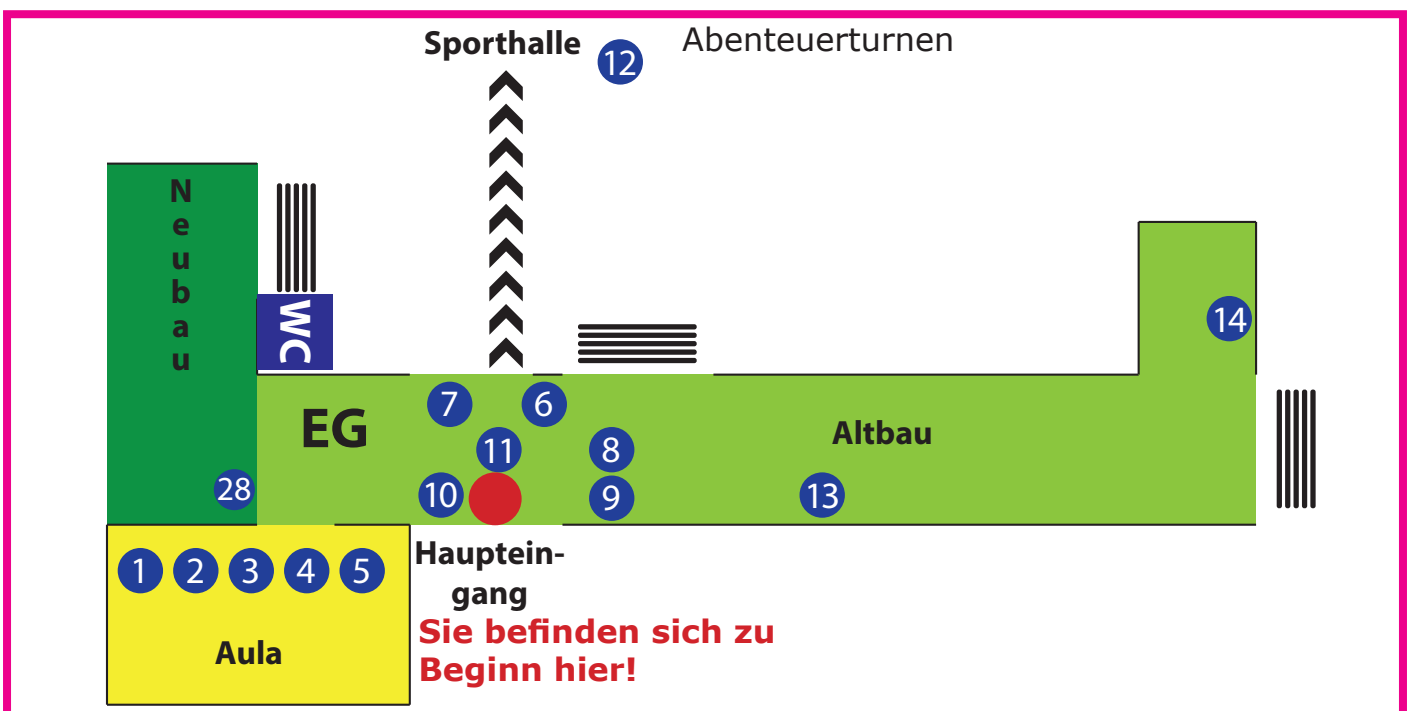 Sporthalle 12 Abenteuerturnen
Neubau
WC
14
7 6
EG
11 8
Altbau
28
10 9 13
1 2 3 4 5
Hauptein-
gang
Aula
Sie befinden sich zu
Beginn hier!